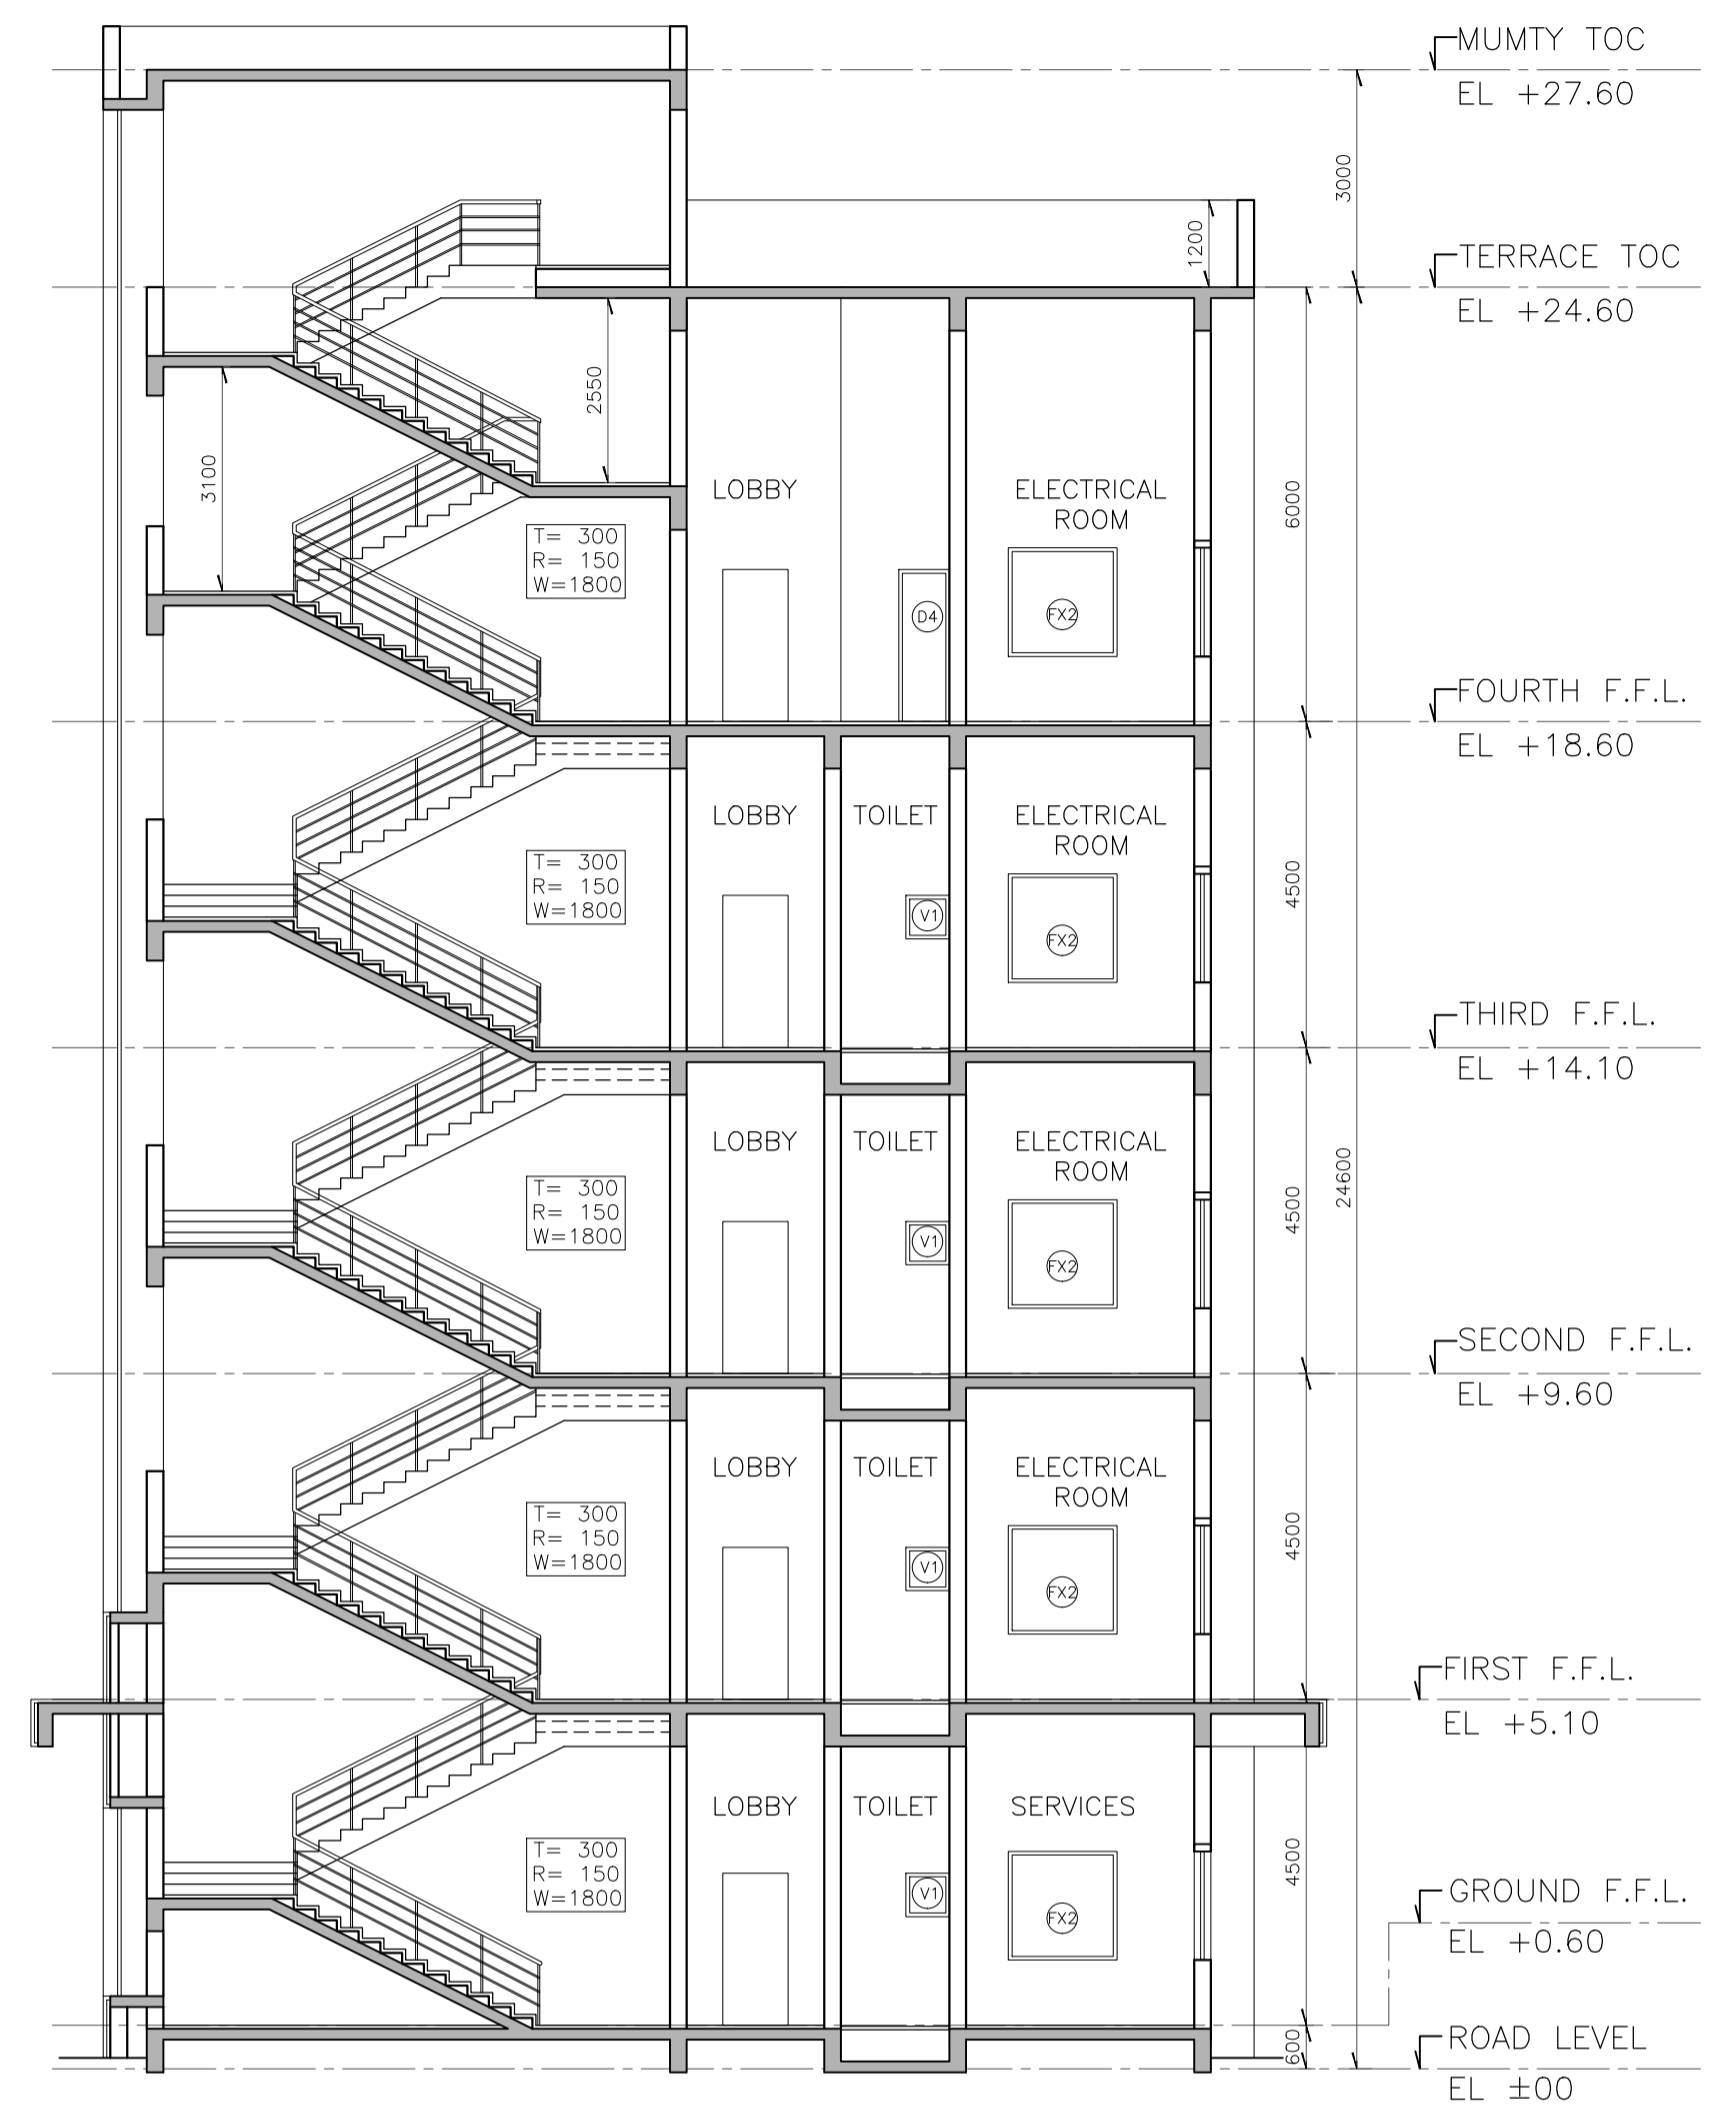 MUMTY TOC
EL +27.60
3000
1200
TERRACE TOC
EL +24.60
2550
3100
6000
LOBBY
ELECTRICAL
ROOM
T= 300
R= 150
W=1800
D4
FX2
FOURTH F.F.L.
EL +18.60
LOBBY
TOILET
ELECTRICAL
ROOM
T= 300
R= 150
W=1800
V1
FX2
4500
THIRD F.F.L.
EL +14.10
LOBBY
TOILET
ELECTRICAL
ROOM
T= 300
R= 150
W=1800
V1
FX2
4500
24600
SECOND F.F.L.
EL +9.60
LOBBY
TOILET
ELECTRICAL
ROOM
T= 300
R= 150
W=1800
V1
FX2
4500
FIRST F.F.L.
EL +5.10
LOBBY
TOILET
SERVICES
T= 300
R= 150
W=1800
V1
FX2
4500
GROUND F.F.L.
EL +0.60
600
ROAD LEVEL
EL ±00